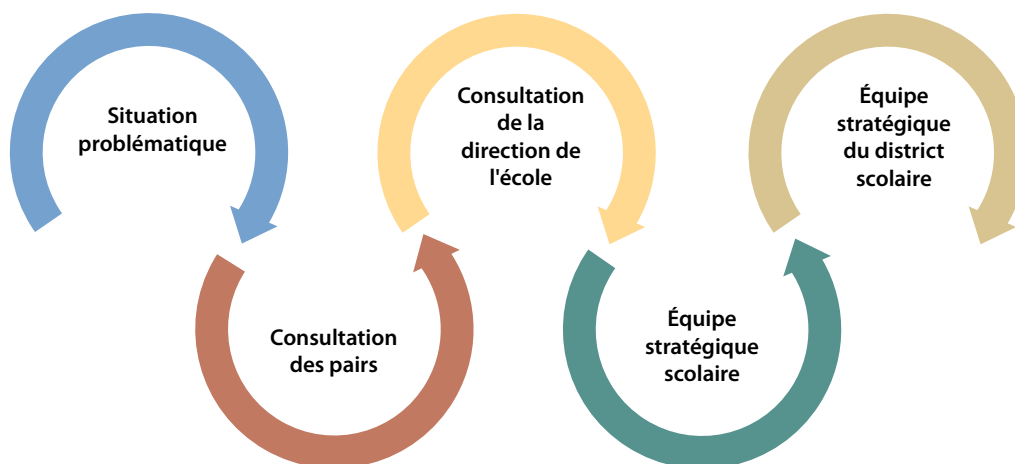 Situation
problématique
Consultation
des pairs
Consultation
de la
direction de
l'école
Équipe
stratégique
scolaire
Équipe
stratégique
du district
scolaire